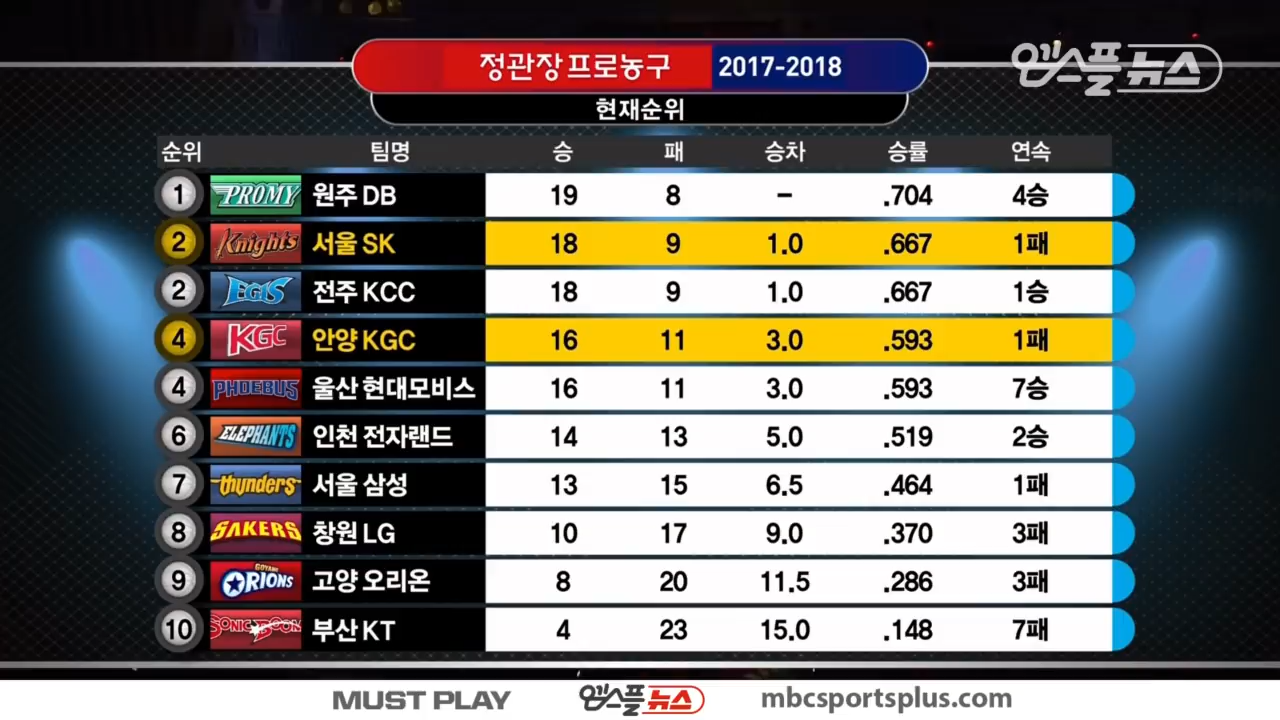 정관장 프로농구 2017-2018
엠스플 뉴스
현재순위
순위 팀명 승 패 승차 승률 연속
1 PROMY 원주 DB 19 8 - .704 4승
2 Knights 서울 SK 18 9 1.0 .667 1패
2 EGIS 전주 KCC 18 9 1.0 .667 1승
4 KGC 안양 KGC 16 11 3.0 .593 1패
4 PHOEBUS 울산 현대모비스 16 11 3.0 .593 7승
6 ELEPHANTS 인천 전자랜드 14 13 5.0 .519 2승
7 thunders 서울 삼성 13 15 6.5 .464 1패
8 SAKERS 창원 LG 10 17 9.0 .370 3패
9 GOYANG ORIONS 고양 오리온 8 20 11.5 .286 3패
10 SONICBOOM 부산 KT 4 23 15.0 .148 7패
MUST PLAY 엠스플 뉴스 mbcsportsplus.com